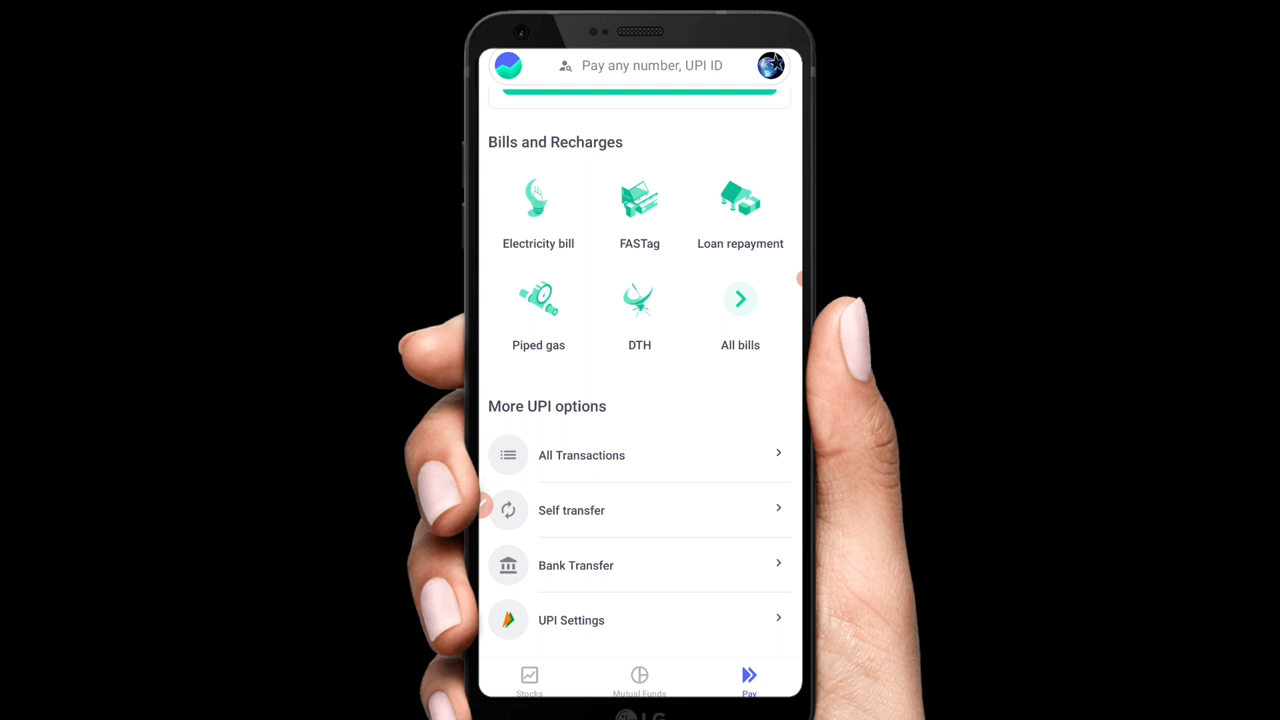 Pay any number, UPI ID
Bills and Recharges
Electricity bill
FASTag
Loan repayment
Piped gas
DTH
All bills
More UPI options
All Transactions
Self transfer
Bank Transfer
UPI Settings
Stocks
Mutual Funds
Pay
LG